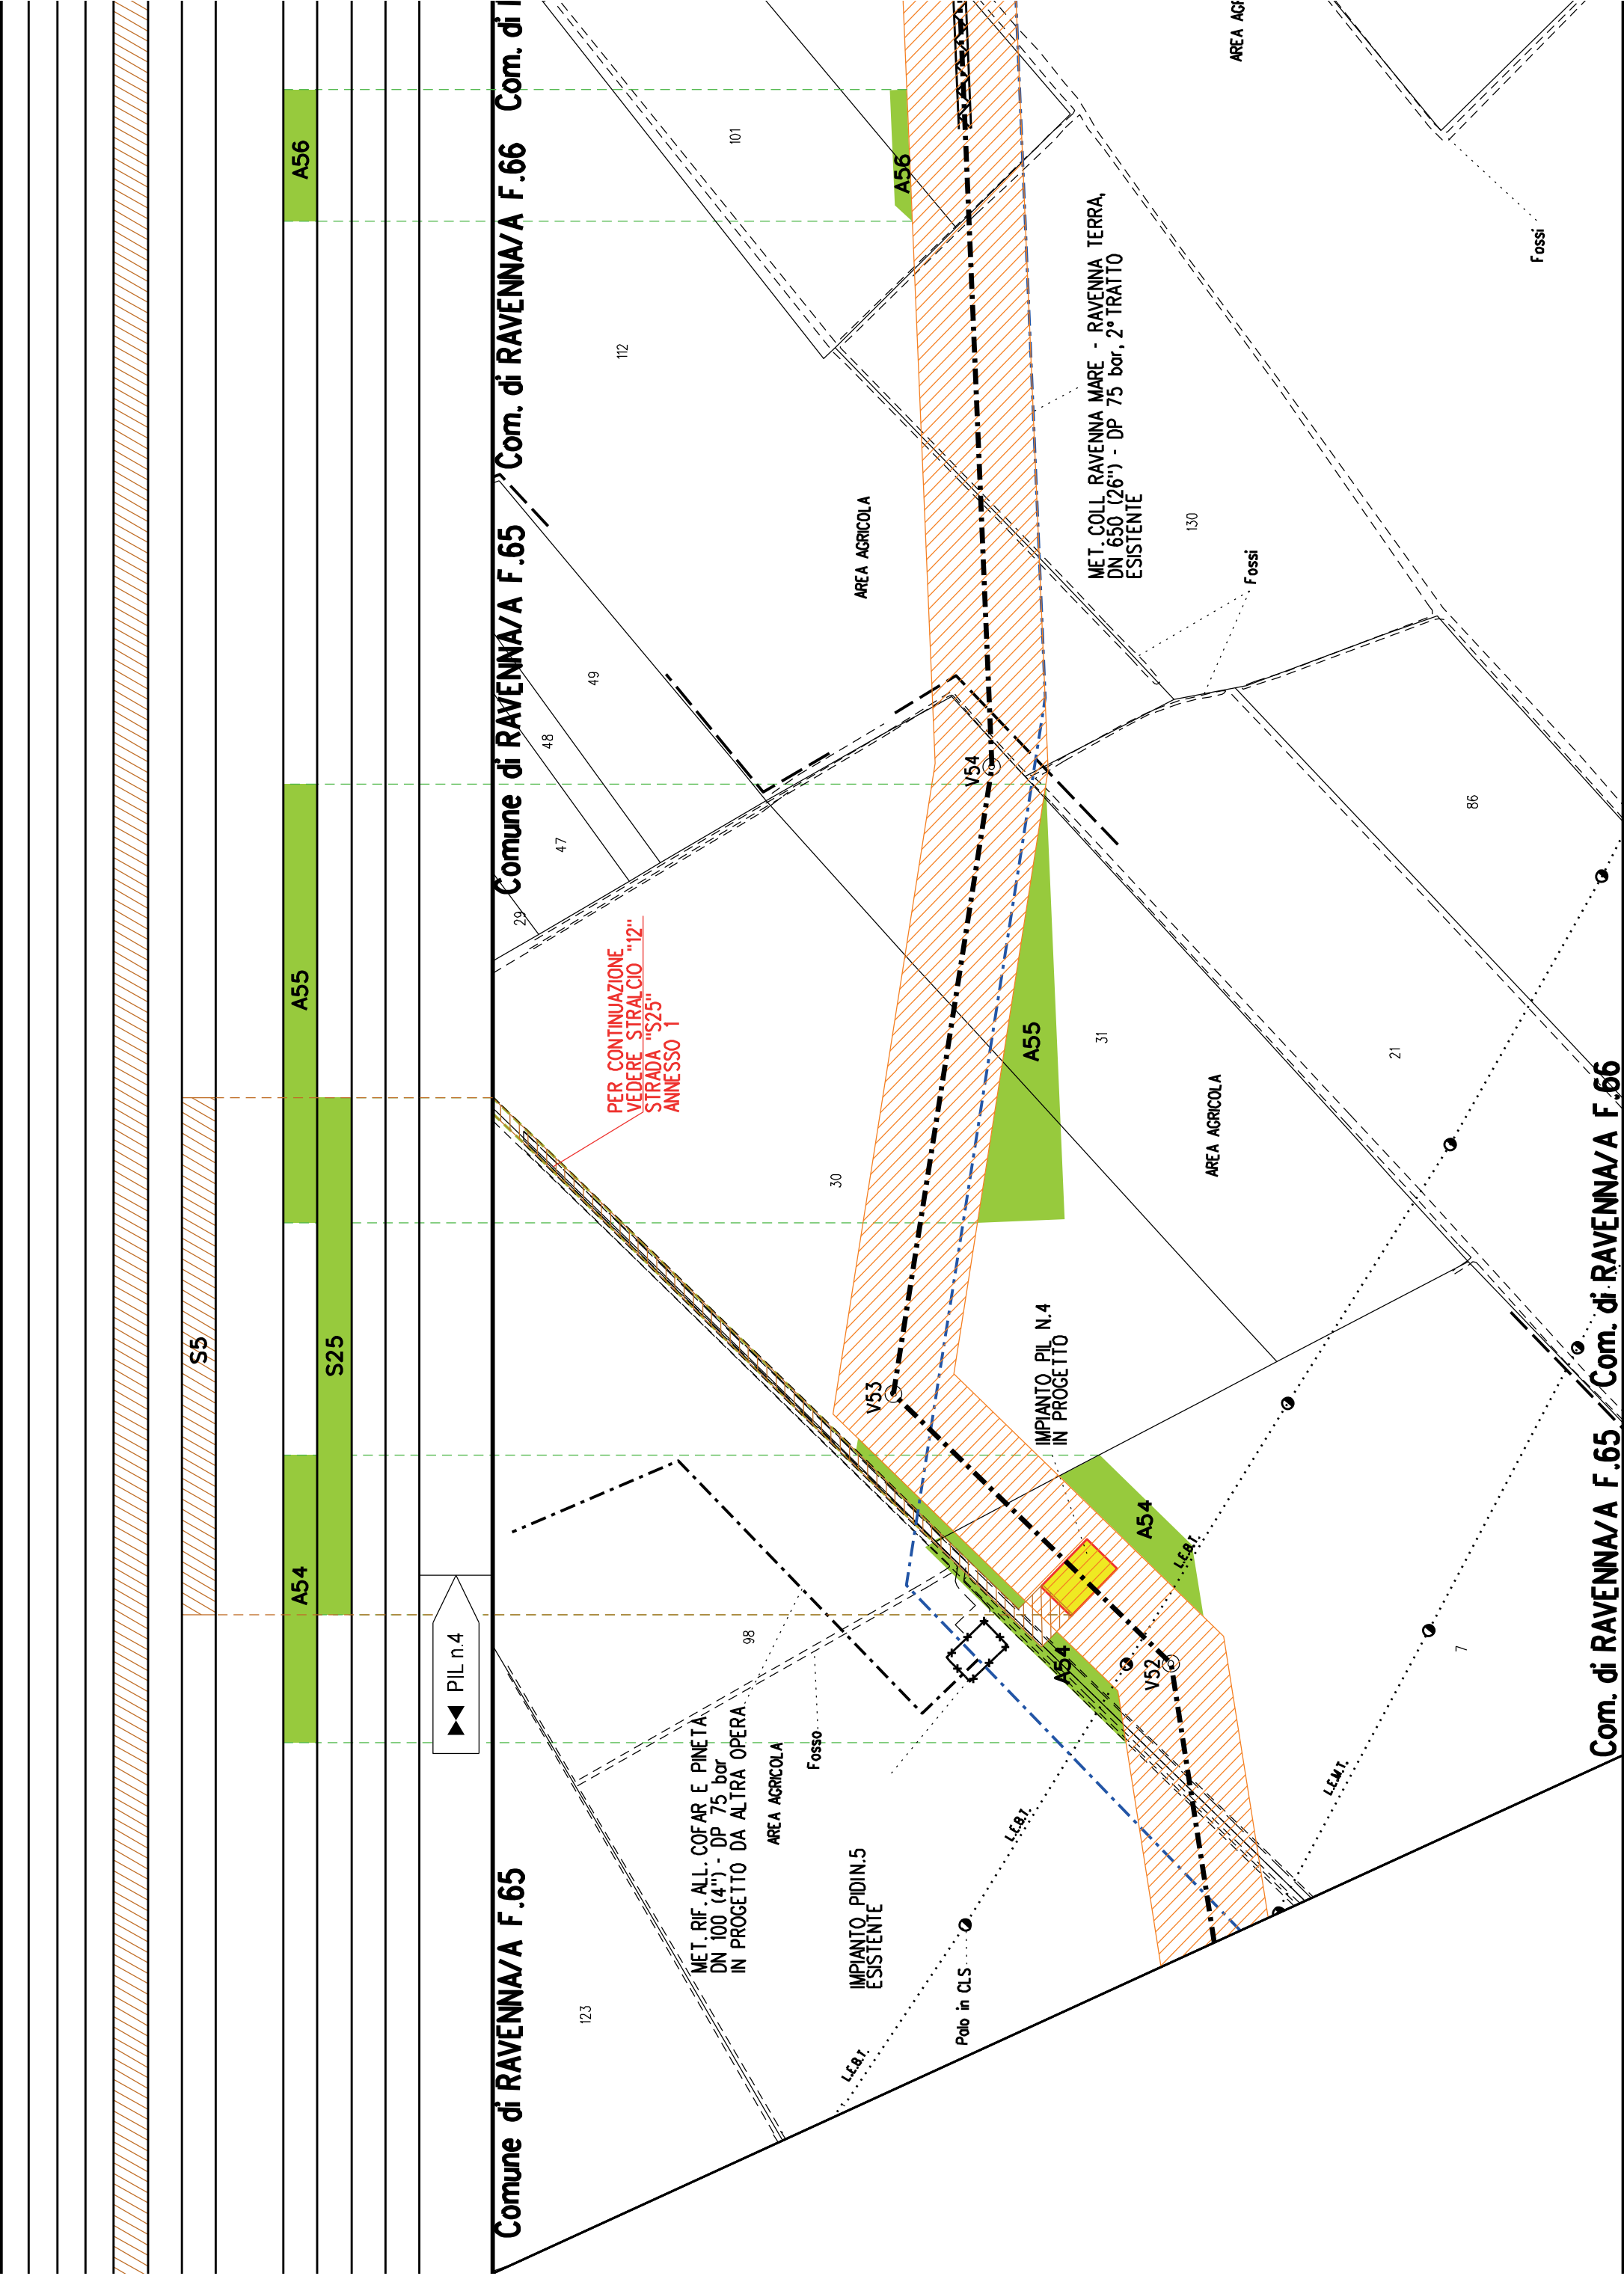 A54
A55
A56
S25
S5
PIL n.4
Comune di RAVENNA/A F.65
Comune di RAVENNA/A F.65
Com. di RAVENNA/A F.66
Com. di
123
98
29
47
48
49
112
101
PER CONTINUAZIONE
VEDERE STRALCIO "12"
STRADA "S25"
ANNESSO 1
MET. RIF. ALL. COFAR E PINETA
DN 100 (4") - DP 75 bar
IN PROGETTO DA ALTRA OPERA
AREA AGRICOLA
Fosso
30
AREA AGRICOLA
IMPIANTO PIDI N.5
ESISTENTE
L.E.B.T.
Palo in CLS
V53
V54
A56
L.E.B.T.
A54
IMPIANTO PIL N.4
IN PROGETTO
A55
31
MET. COLL. RAVENNA MARE - RAVENNA TERRA,
DN 650 (26") - DP 75 bar, 2° TRATTO
ESISTENTE
V52
A54
L.E.B.T.
AREA AGRICOLA
130
Fossi
AREA
L.E.M.T.
7
21
86
Fossi
Com. di RAVENNA/A F.65
Com. di RAVENNA/A F.66